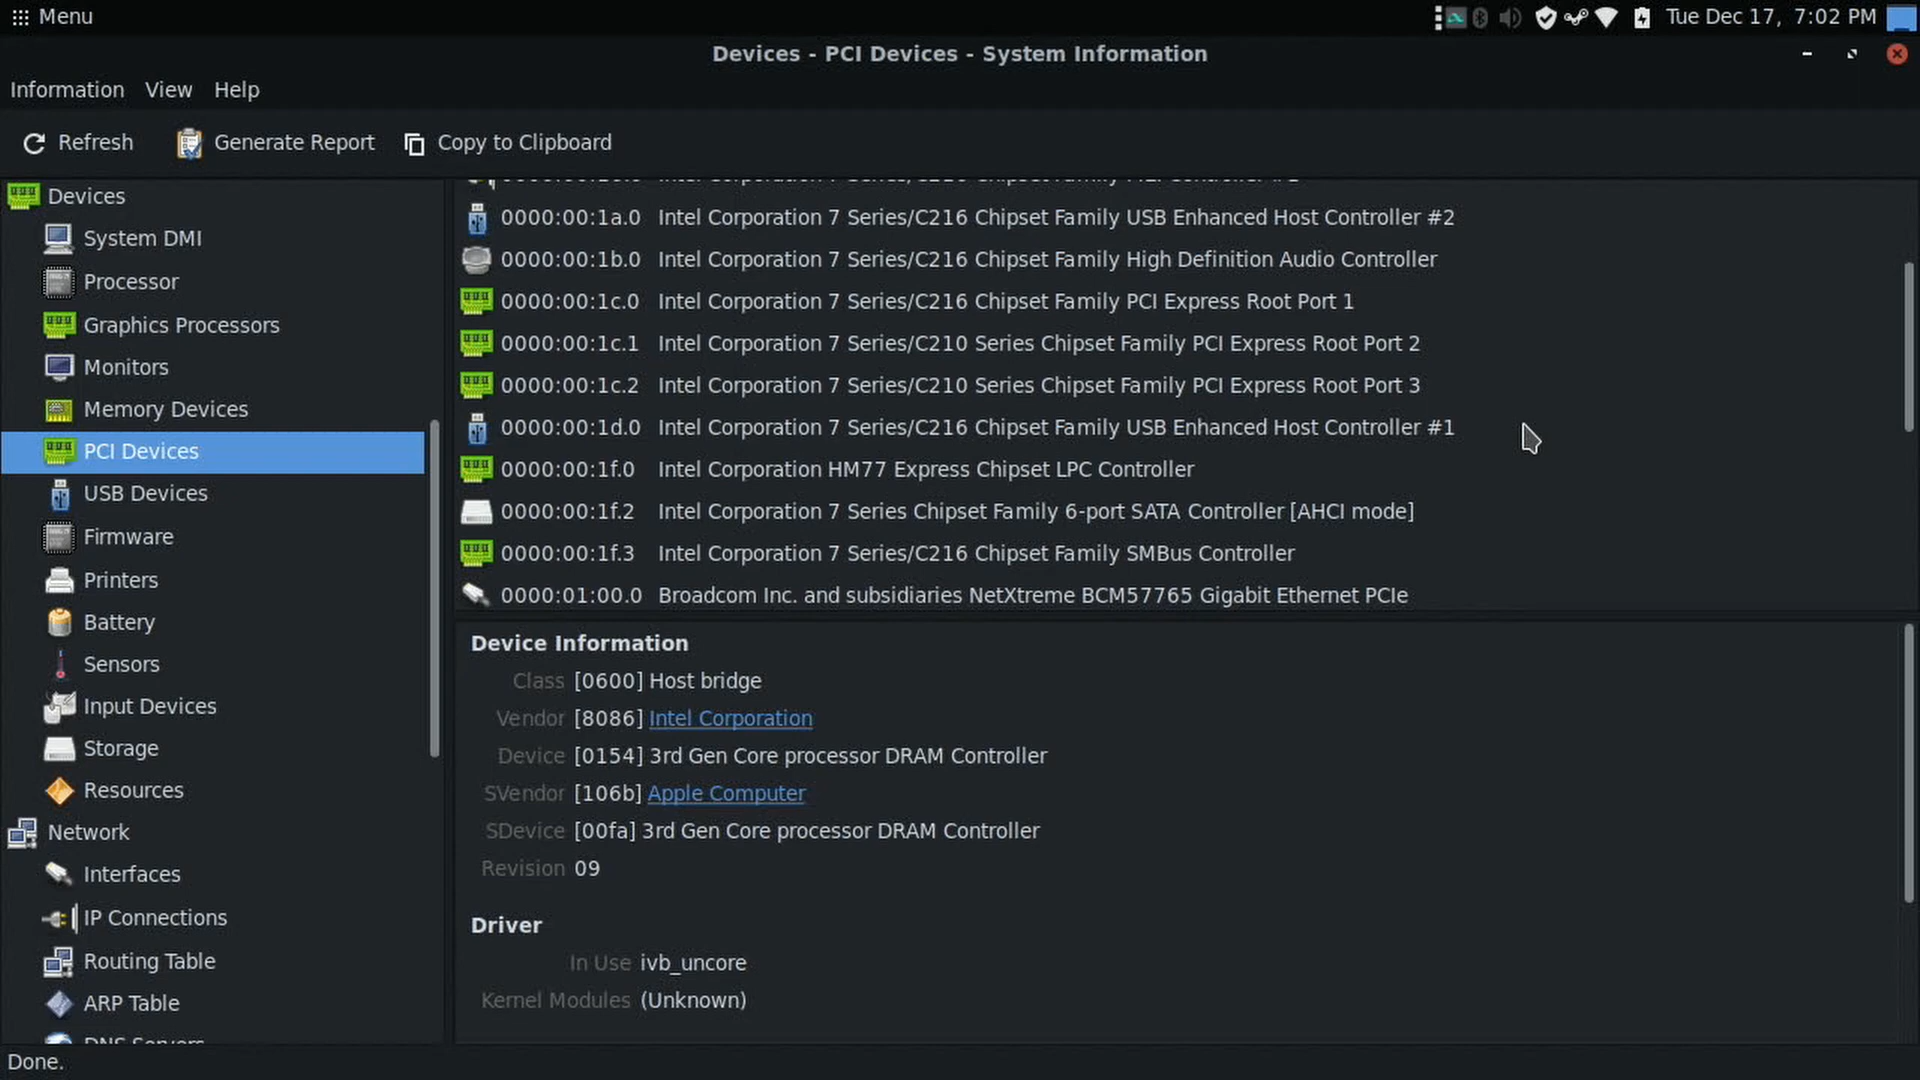 Menu
Tue Dec 17, 7:02 PM
Devices - PCI Devices - System Information
Information View Help
Refresh Generate Report Copy to Clipboard
Devices
System DMI
Processor
Graphics Processors
Monitors
Memory Devices
PCI Devices
USB Devices
Firmware
Printers
Battery
Sensors
Input Devices
Storage
Resources
Network
Interfaces
IP Connections
Routing Table
ARP Table
DNS Servers
0000:00:1a.0 Intel Corporation 7 Series/C216 Chipset Family USB Enhanced Host Controller #2
0000:00:1b.0 Intel Corporation 7 Series/C216 Chipset Family High Definition Audio Controller
0000:00:1c.0 Intel Corporation 7 Series/C216 Chipset Family PCI Express Root Port 1
0000:00:1c.1 Intel Corporation 7 Series/C210 Series Chipset Family PCI Express Root Port 2
0000:00:1c.2 Intel Corporation 7 Series/C210 Series Chipset Family PCI Express Root Port 3
0000:00:1d.0 Intel Corporation 7 Series/C216 Chipset Family USB Enhanced Host Controller #1
0000:00:1f.0 Intel Corporation HM77 Express Chipset LPC Controller
0000:00:1f.2 Intel Corporation 7 Series Chipset Family 6-port SATA Controller [AHCI mode]
0000:00:1f.3 Intel Corporation 7 Series/C216 Chipset Family SMBus Controller
0000:01:00.0 Broadcom Inc. and subsidiaries NetXtreme BCM57765 Gigabit Ethernet PCIe
Device Information
Class [0600] Host bridge
Vendor [8086] Intel Corporation
Device [0154] 3rd Gen Core processor DRAM Controller
SVendor [106b] Apple Computer
SDevice [00fa] 3rd Gen Core processor DRAM Controller
Revision 09
Driver
In Use ivb_uncore
Kernel Modules (Unknown)
Done.